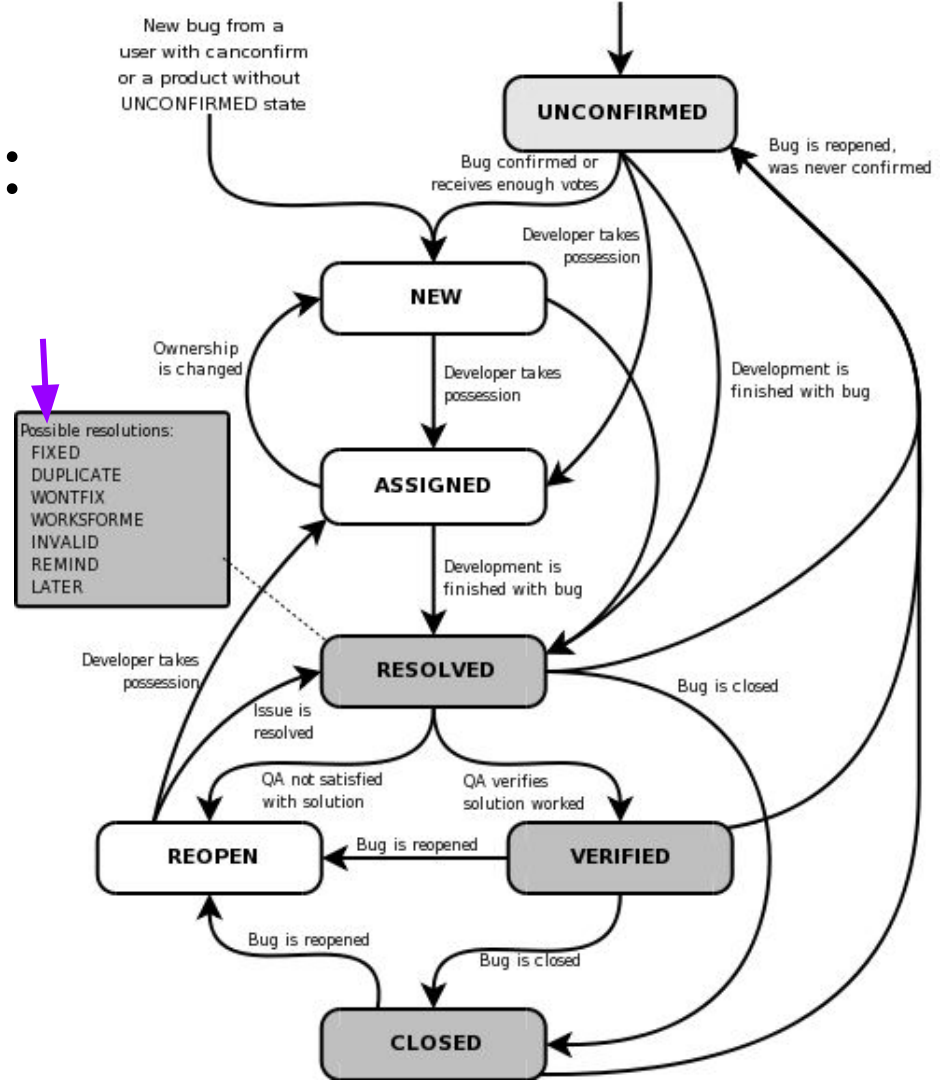 New bug from a
user with canconfirm
or a product without
UNCONFIRMED state
UNCONFIRMED
Bug is reopened,
was never confirmed
Bug confirmed or
receives enough votes
Developer takes
possession
NEW
Ownership
is changed
Developer takes
possession
Development is
finished with bug
Possible resolutions:
FIXED
DUPLICATE
WONTFIX
WORKSFORME
INVALID
REMIND
LATER
ASSIGNED
Development is
finished with bug
RESOLVED
Developer takes
possession
Issue is
resolved
Bug is closed
QA not satisfied
with solution
QA verifies
solution worked
REOPEN
Bug is reopened
VERIFIED
Bug is reopened
Bug is closed
CLOSED